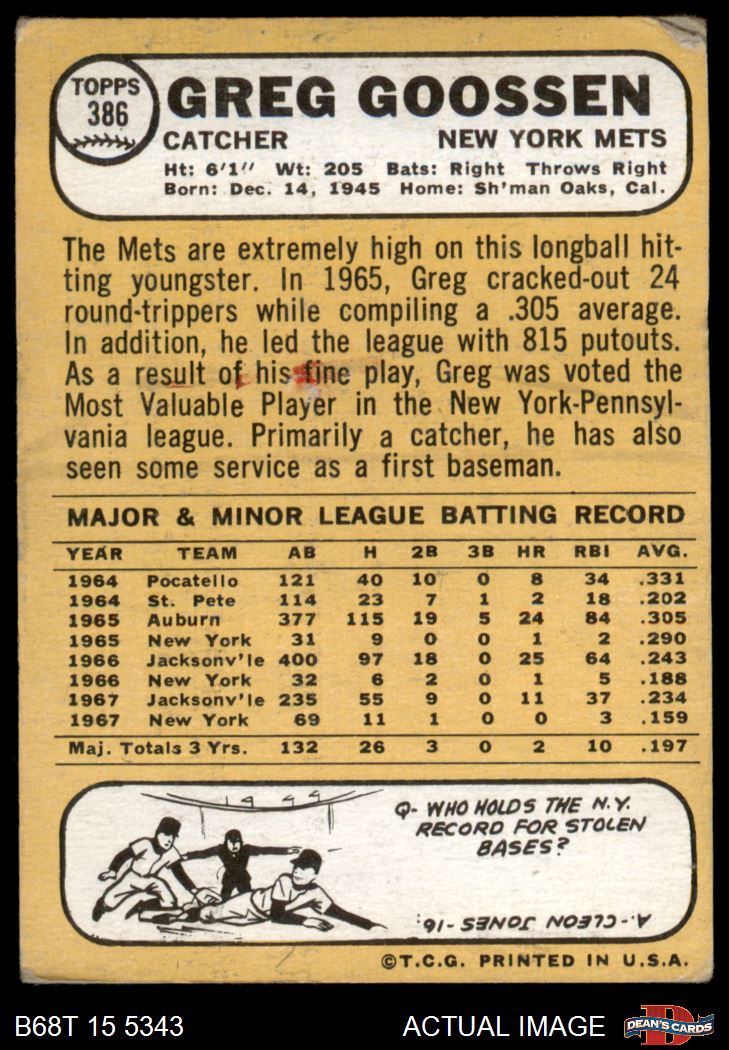 TOPPS
386
GREG GOOSSEN
CATCHER NEW YORK METS
Ht: 6'1" Wt: 205 Bats: Right Throws Right
Born: Dec. 14, 1945 Home: Sh'man Oaks, Cal.
The Mets are extremely high on this longball hit-
ting youngster. In 1965, Greg cracked-out 24
round-trippers while compiling a .305 average.
In addition, he led the league with 815 putouts.
As a result of his fine play, Greg was voted the
Most Valuable Player in the New York-Pennsyl-
vania league. Primarily a catcher, he has also
seen some service as a first baseman.
MAJOR & MINOR LEAGUE BATTING RECORD
YEAR TEAM AB H 2B 3B HR RBI AVG.
1964 Pocatello 121 40 10 0 8 34 .331
1964 St. Pete 114 23 7 1 2 18 .202
1965 Auburn 377 115 19 5 24 84 .305
1965 New York 31 9 0 0 1 2 .290
1966 Jacksonv'le 400 97 18 0 25 64 .243
1966 New York 32 6 2 0 1 5 .188
1967 Jacksonv'le 235 55 9 0 11 37 .234
1967 New York 69 11 1 0 0 3 .159
Maj. Totals 3 Yrs. 132 26 3 0 2 10 .197
Q- WHO HOLDS THE N.Y.
RECORD FOR STOLEN
BASES?
A.-CLEON JONES -16.
©T.C.G. PRINTED IN U.S.A.
B68T 15 5343 ACTUAL IMAGE D DEAN'S CARDS